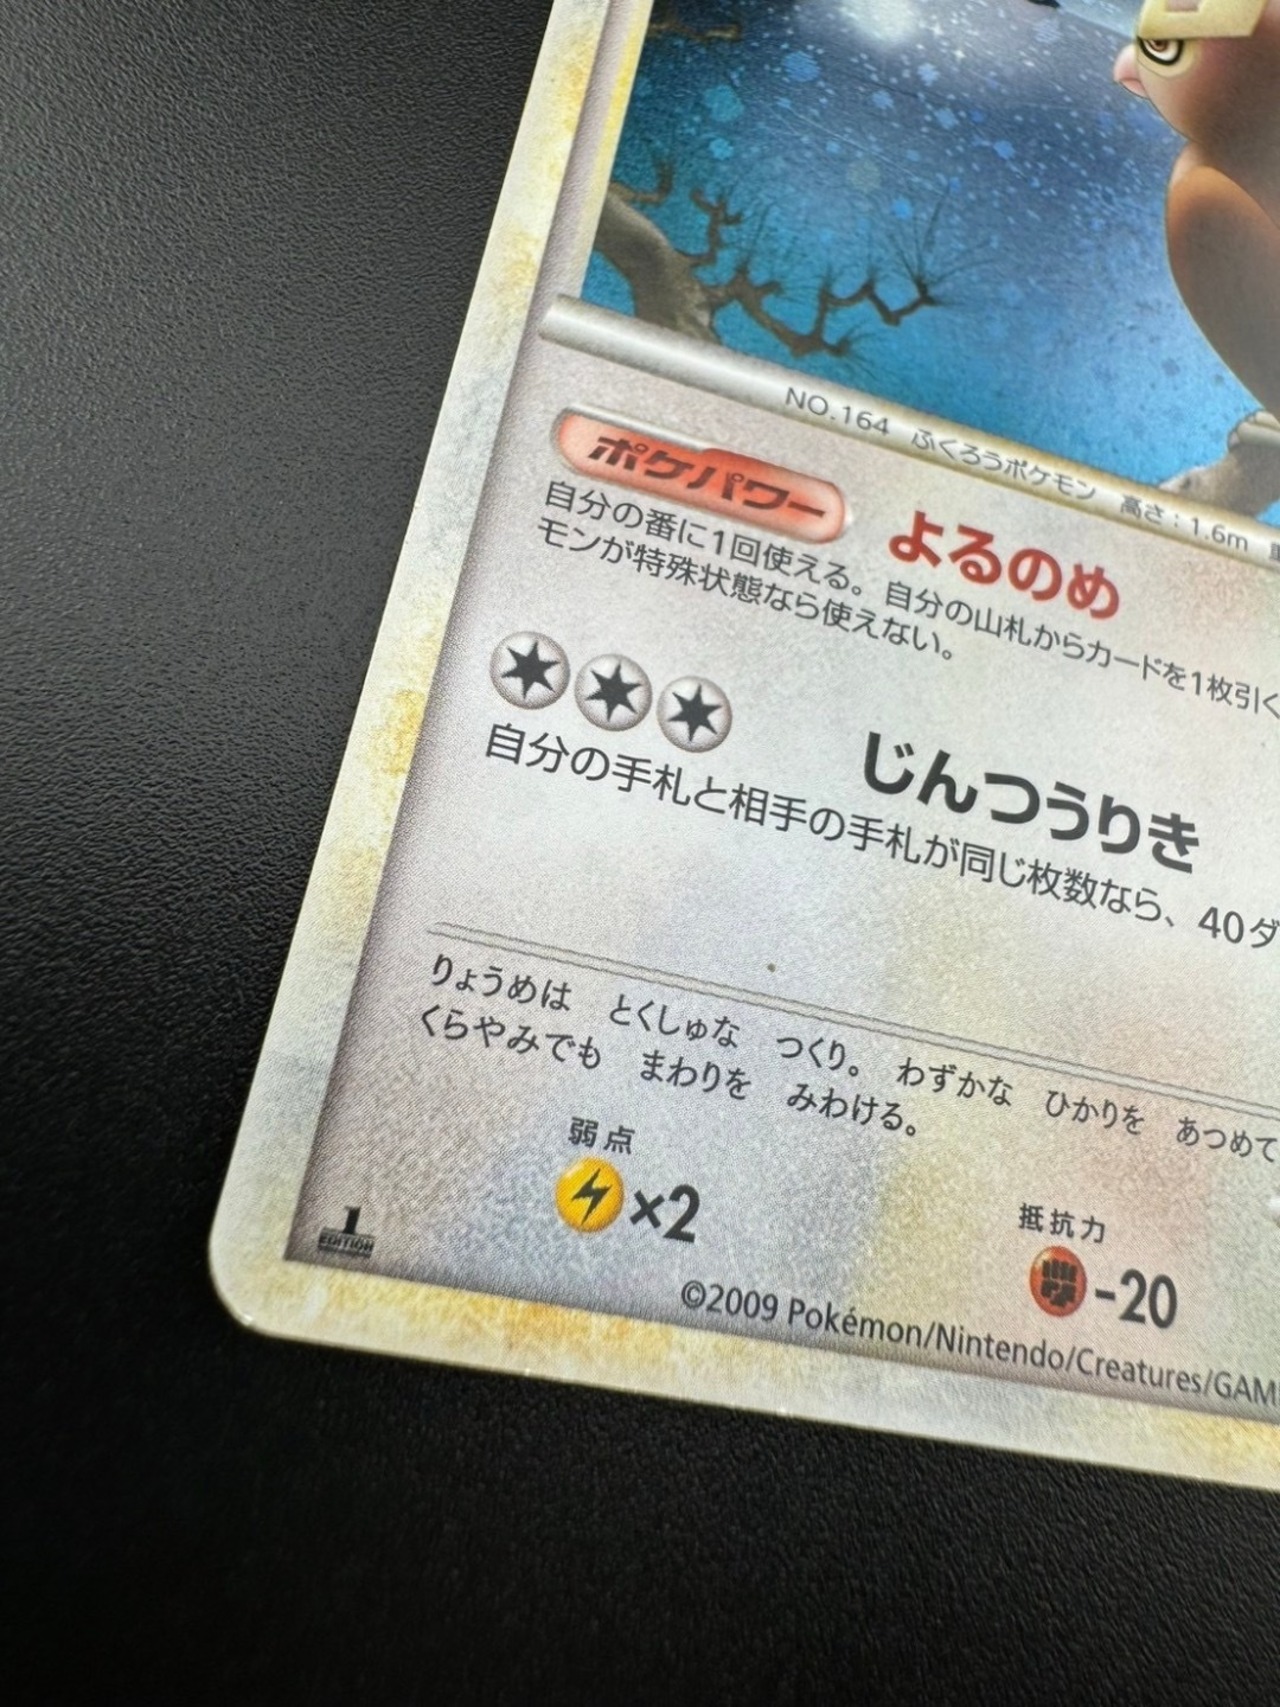 NO.164 ふくろうポケモン 高さ：1.6m
ポケパワー よるのめ
自分の番に1回使える。自分の山札からカードを1枚引く
モンが特殊状態なら使えない。
じんつうりき
自分の手札と相手の手札が同じ枚数なら、40ダ
りょうめは とくしゅな つくり。 わずかな ひかりを あつめて
くらやみでも まわりを みわける。
弱点
×2
抵抗力
-20
1
EDITION
©2009 Pokémon/Nintendo/Creatures/GAM